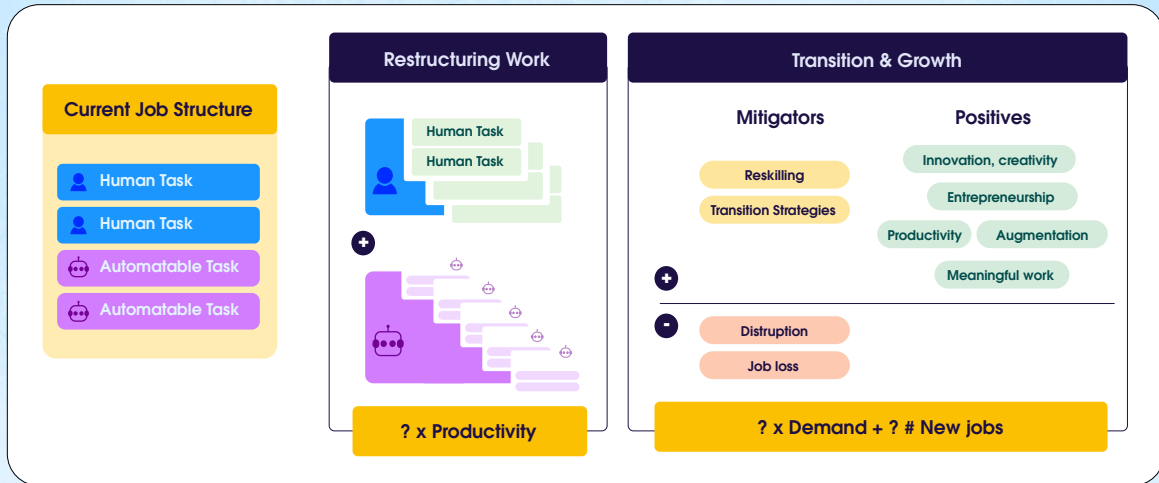 Current Job Structure
Human Task
Human Task
Automatable Task
Automatable Task
Restructuring Work
Human Task
Human Task
+
? x Productivity
Transition & Growth
Mitigators
Reskilling
Transition Strategies
Positives
Innovation, creativity
Entrepreneurship
Productivity
Augmentation
Meaningful work
+
-
Distruption
Job loss
? x Demand + ? # New jobs